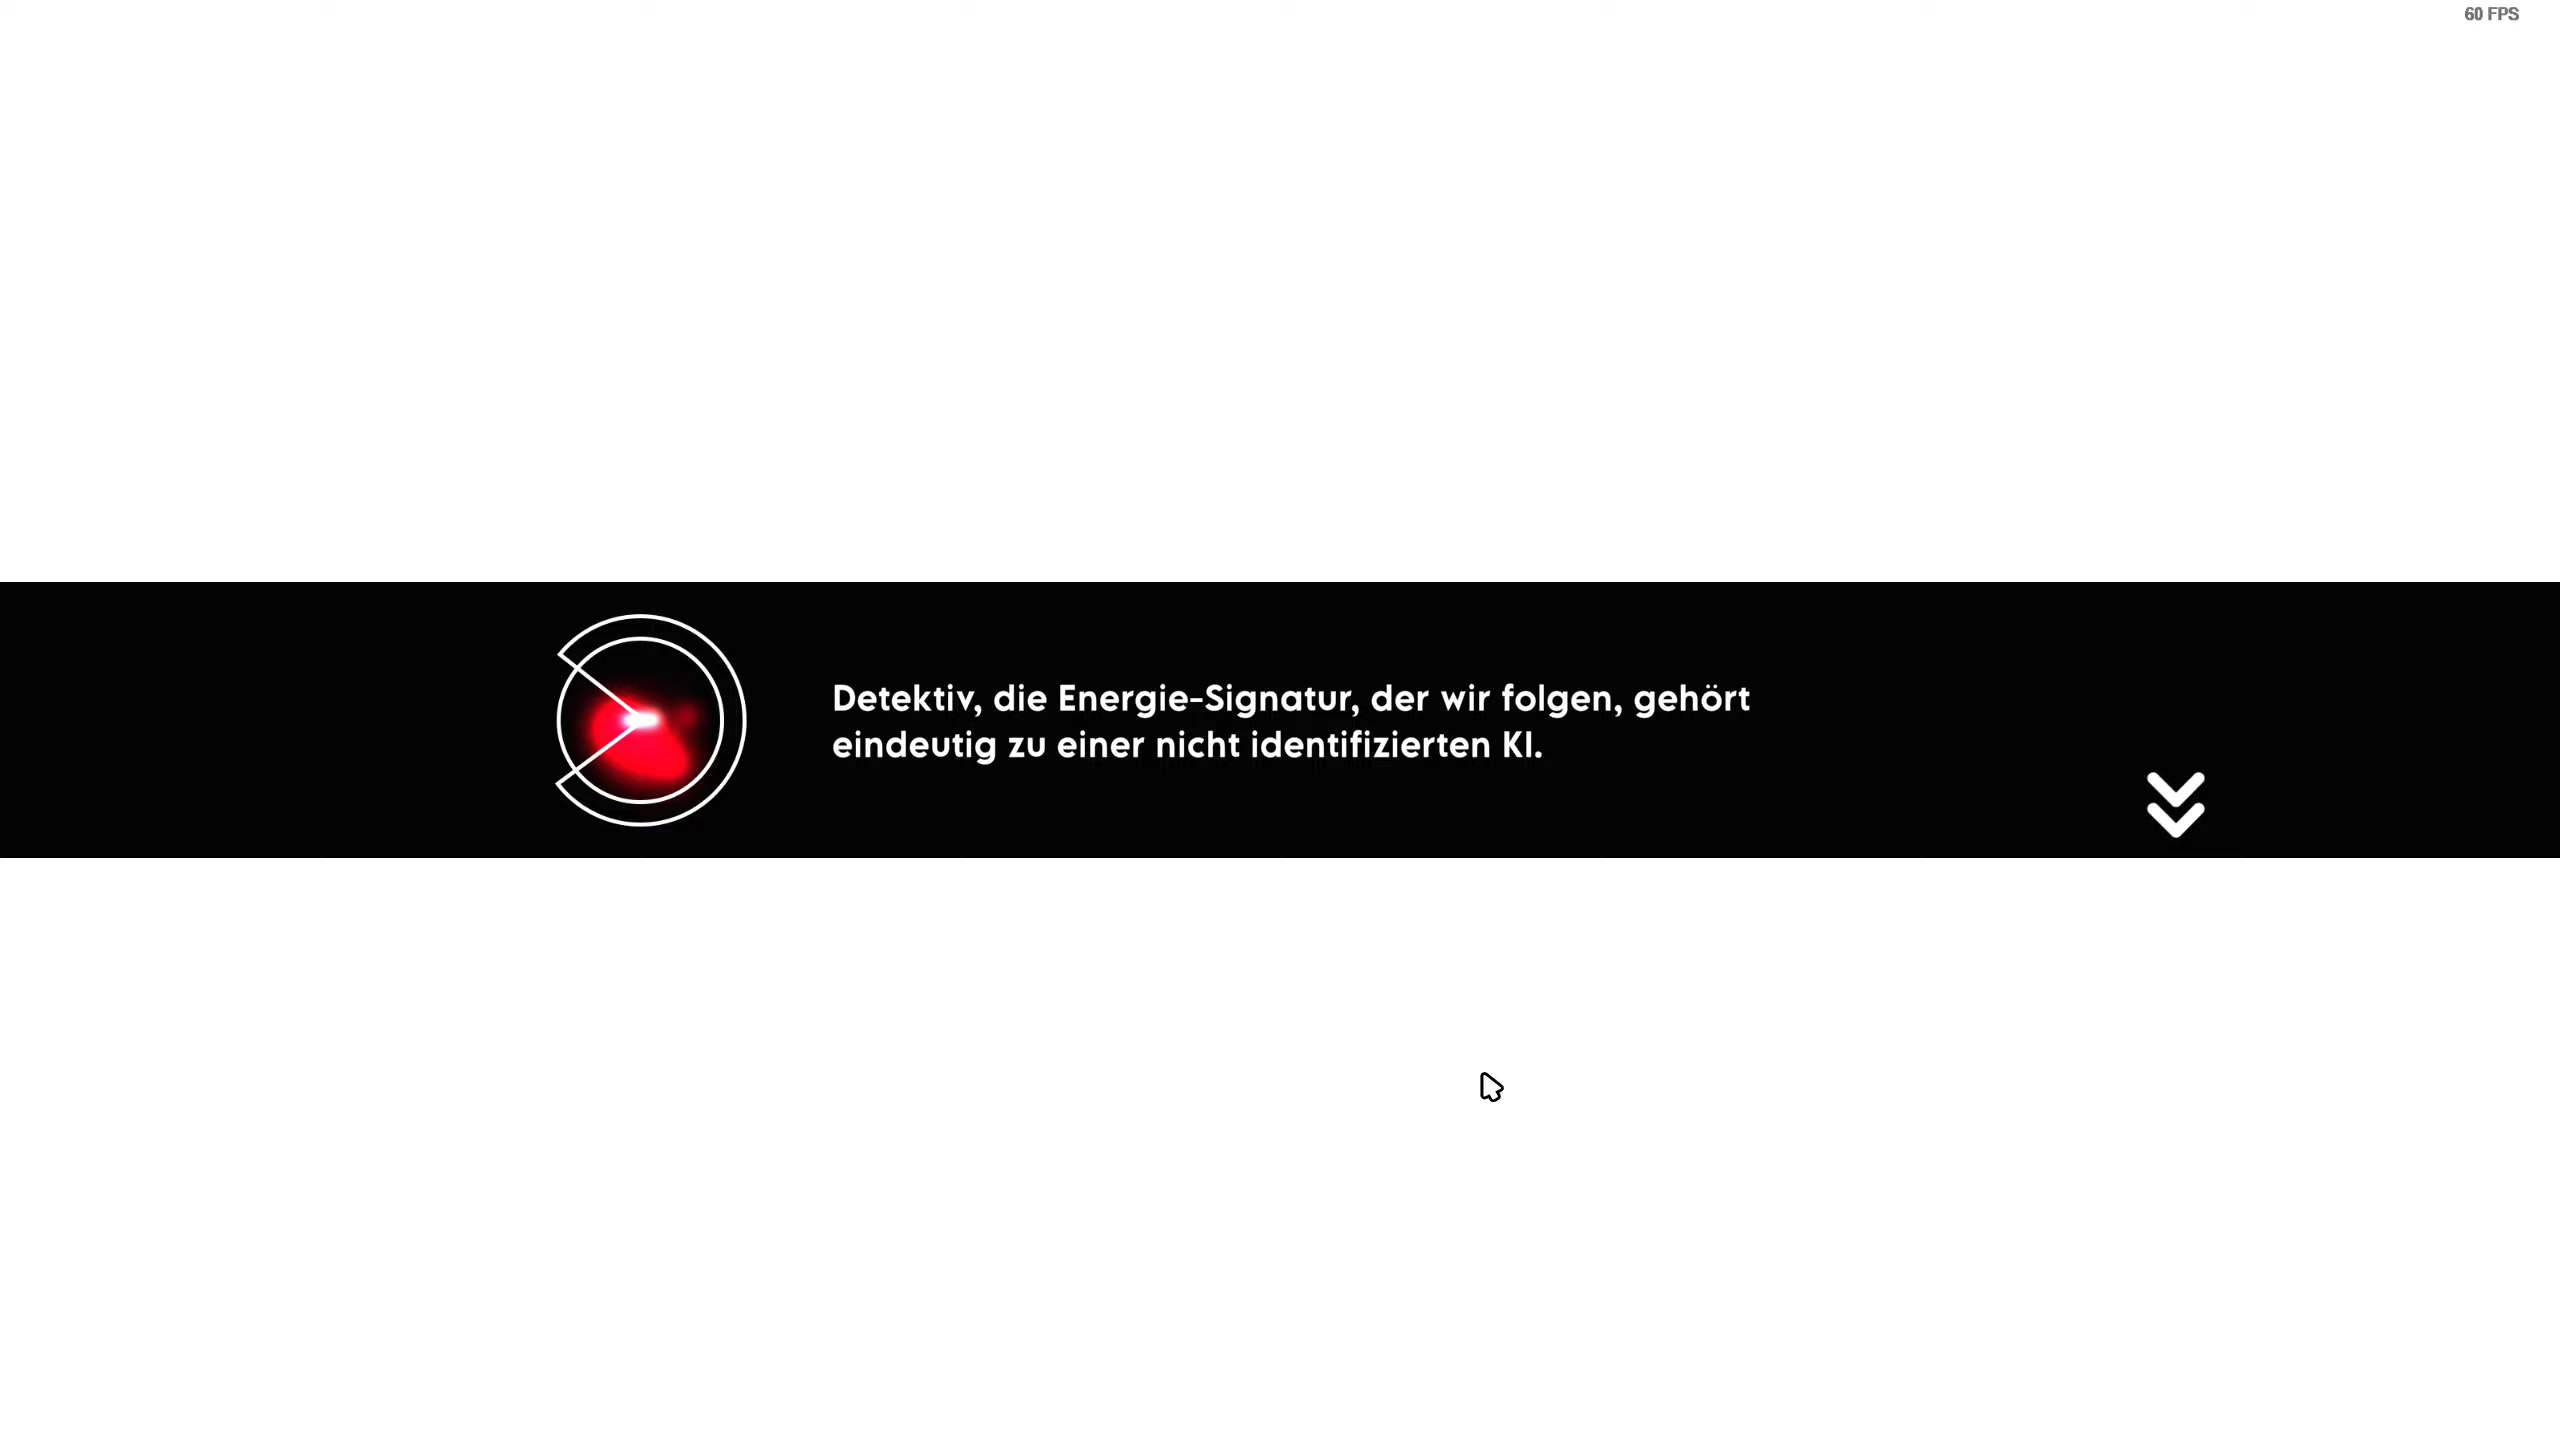 60 FPS
Detektiv, die Energie-Signatur, der wir folgen, gehört
eindeutig zu einer nicht identifizierten KI.